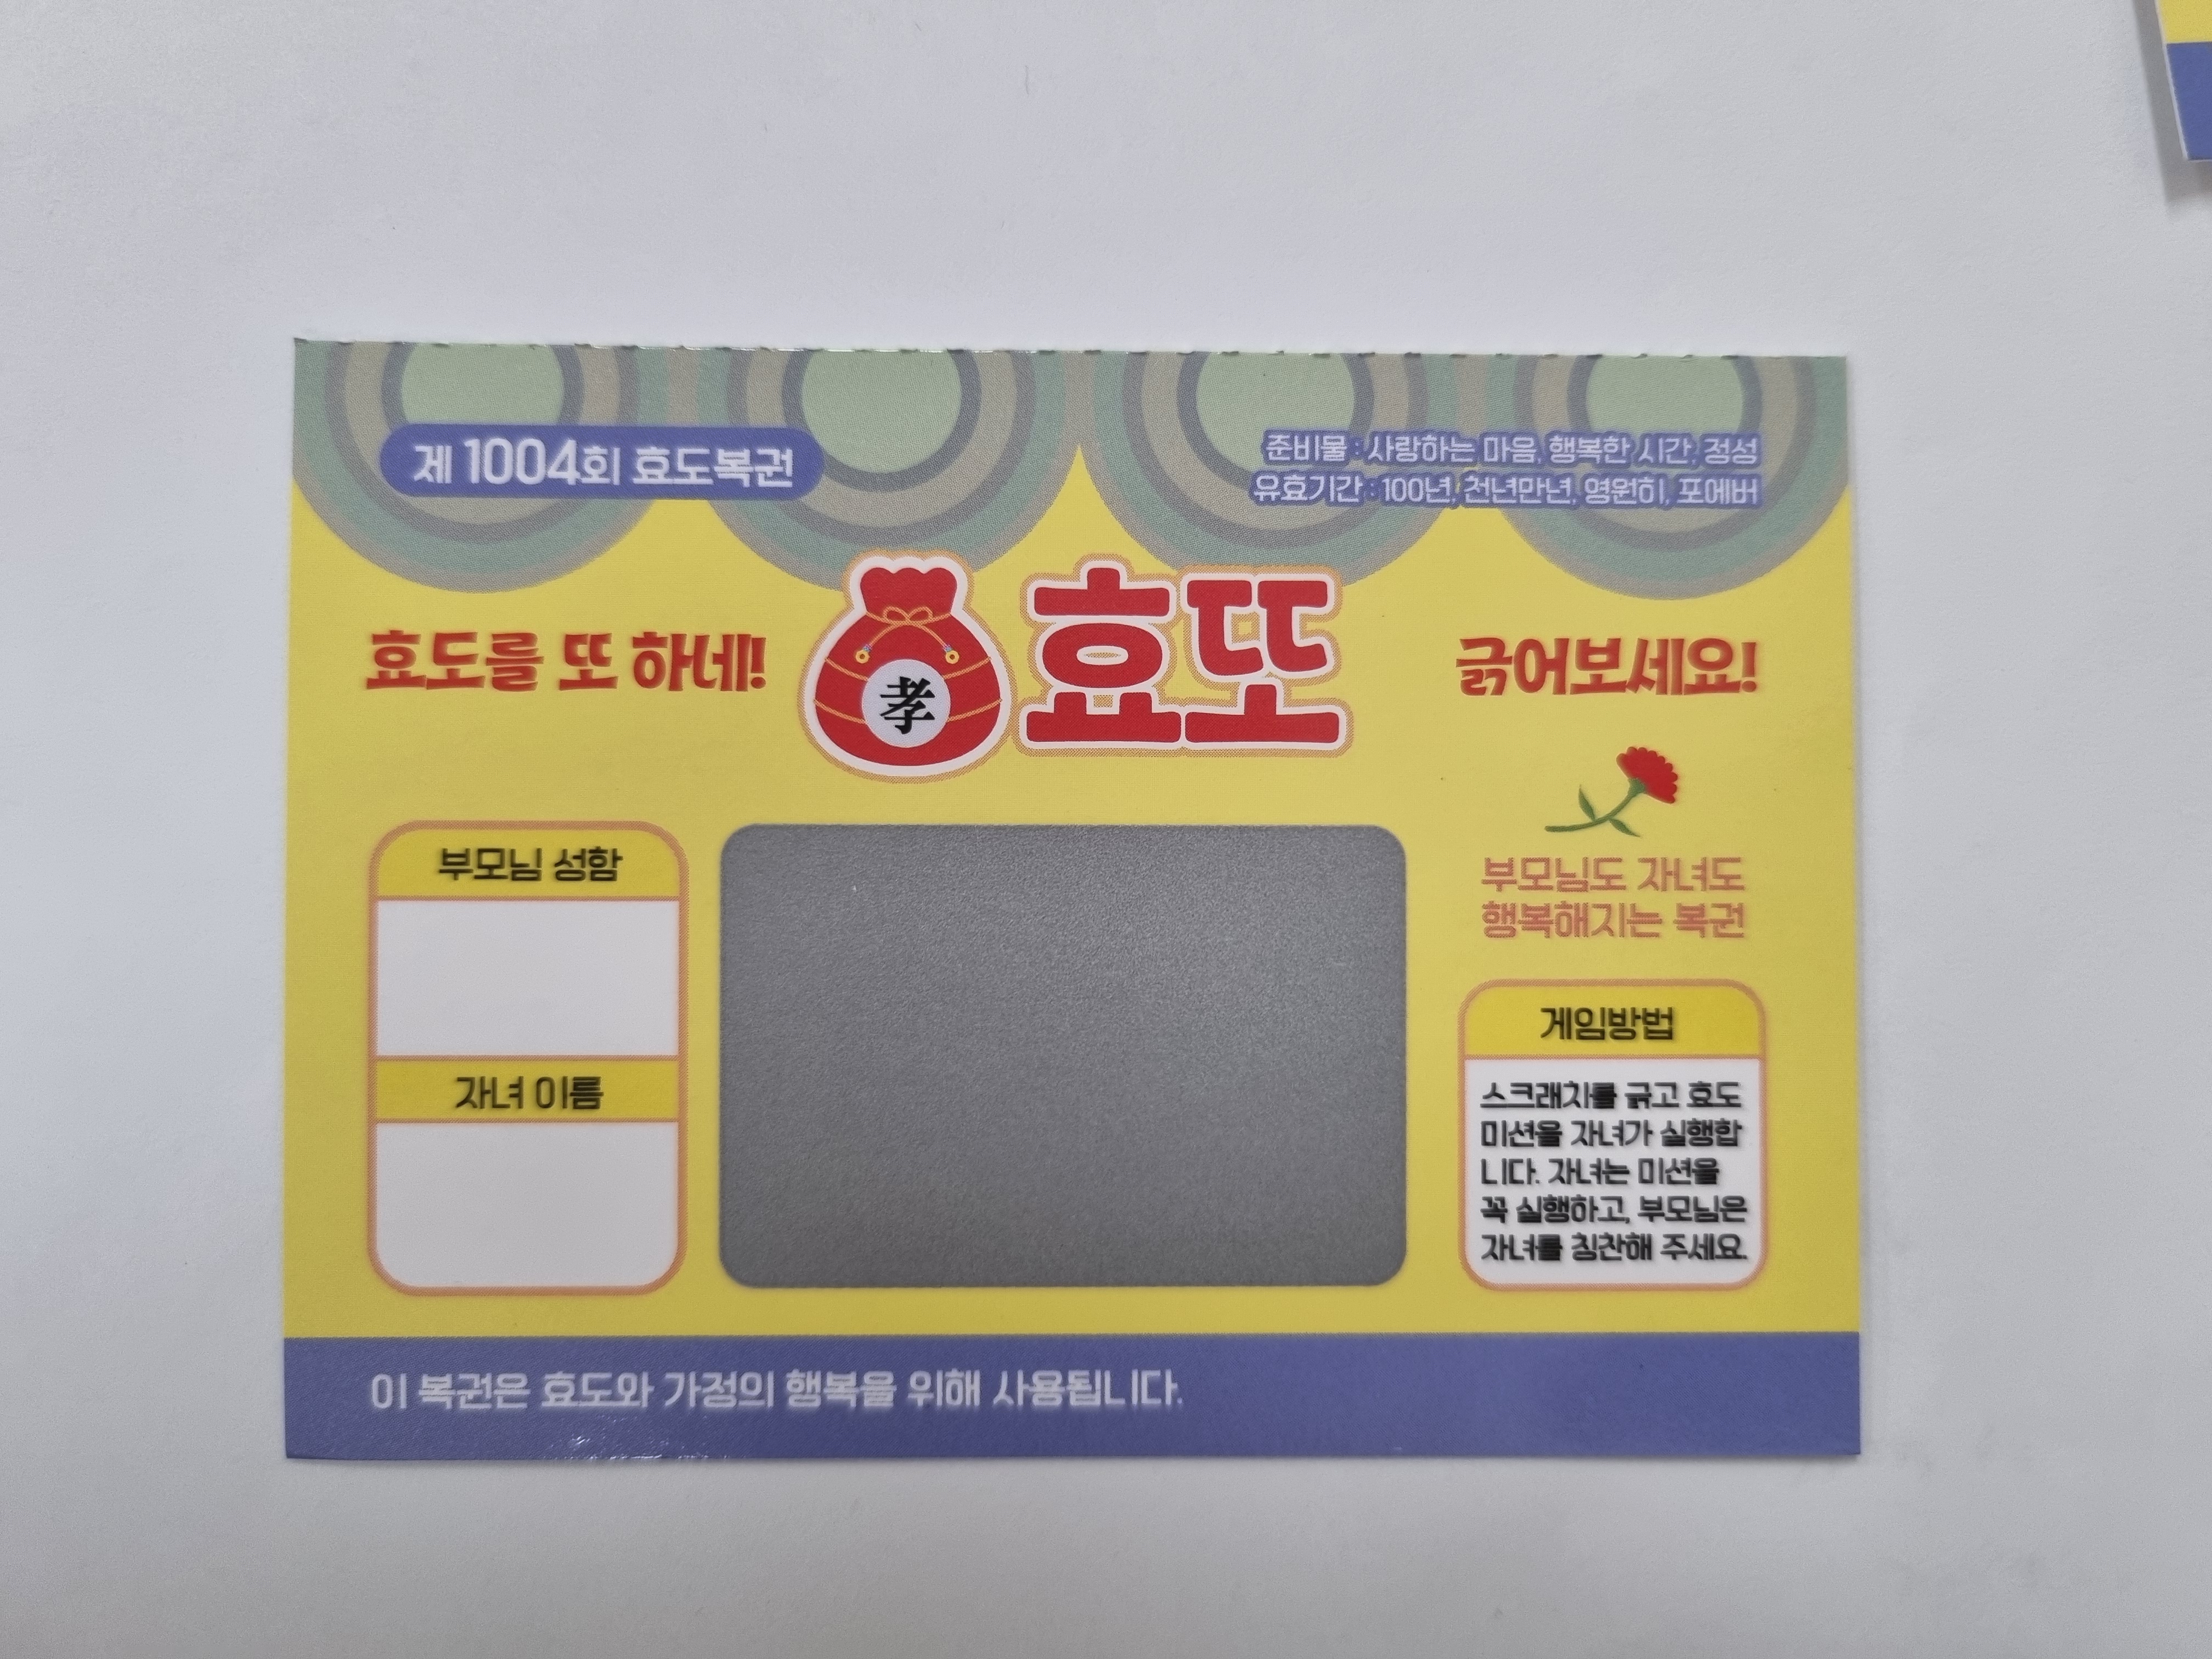 제 1004회 효도복권
준비물 : 사랑하는 마음, 행복한 시간, 정성
유효기간 : 100년, 천년만년, 영원히, 포에버
효도를 또 하네!
孝
효또
긁어보세요!
부모님 성함
자녀 이름
부모님도 자녀도
행복해지는 복권
게임방법
스크래치를 긁고 효도
미션을 자녀가 실행합
니다. 자녀는 미션을
꼭 실행하고, 부모님은
자녀를 칭찬해 주세요
이 복권은 효도와 가정의 행복을 위해 사용됩니다.